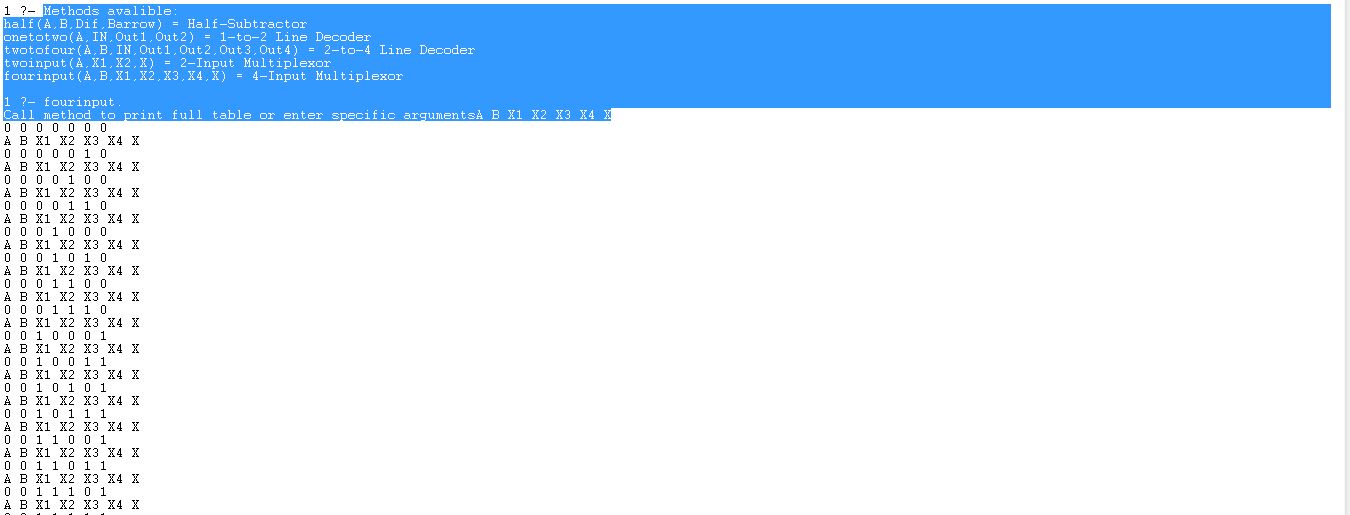 1 ?- Methods avalible:
half(A,B,Dif,Barrow) = Half-Subtractor
onetotwo(A,IN,Out1,Out2) = 1-to-2 Line Decoder
twotofour(A,B,IN,Out1,Out2,Out3,Out4) = 2-to-4 Line Decoder
twoinput(A,X1,X2,X) = 2-Input Multiplexor
fourinput(A,B,X1,X2,X3,X4,X) = 4-Input Multiplexor
1 ?- fourinput.
Call method to print full table or enter specific argumentsA B X1 X2 X3 X4 X
0 0 0 0 0 0 0
A B X1 X2 X3 X4 X
0 0 0 0 0 1 0
A B X1 X2 X3 X4 X
0 0 0 0 1 0 0
A B X1 X2 X3 X4 X
0 0 0 0 1 1 0
A B X1 X2 X3 X4 X
0 0 0 1 0 0 0
A B X1 X2 X3 X4 X
0 0 0 1 0 1 0
A B X1 X2 X3 X4 X
0 0 0 1 1 0 0
A B X1 X2 X3 X4 X
0 0 0 1 1 1 0
A B X1 X2 X3 X4 X
0 0 1 0 0 0 1
A B X1 X2 X3 X4 X
0 0 1 0 0 1 1
A B X1 X2 X3 X4 X
0 0 1 0 1 0 1
A B X1 X2 X3 X4 X
0 0 1 0 1 1 1
A B X1 X2 X3 X4 X
0 0 1 1 0 0 1
A B X1 X2 X3 X4 X
0 0 1 1 0 1 1
A B X1 X2 X3 X4 X
0 0 1 1 1 0 1
A B X1 X2 X3 X4 X